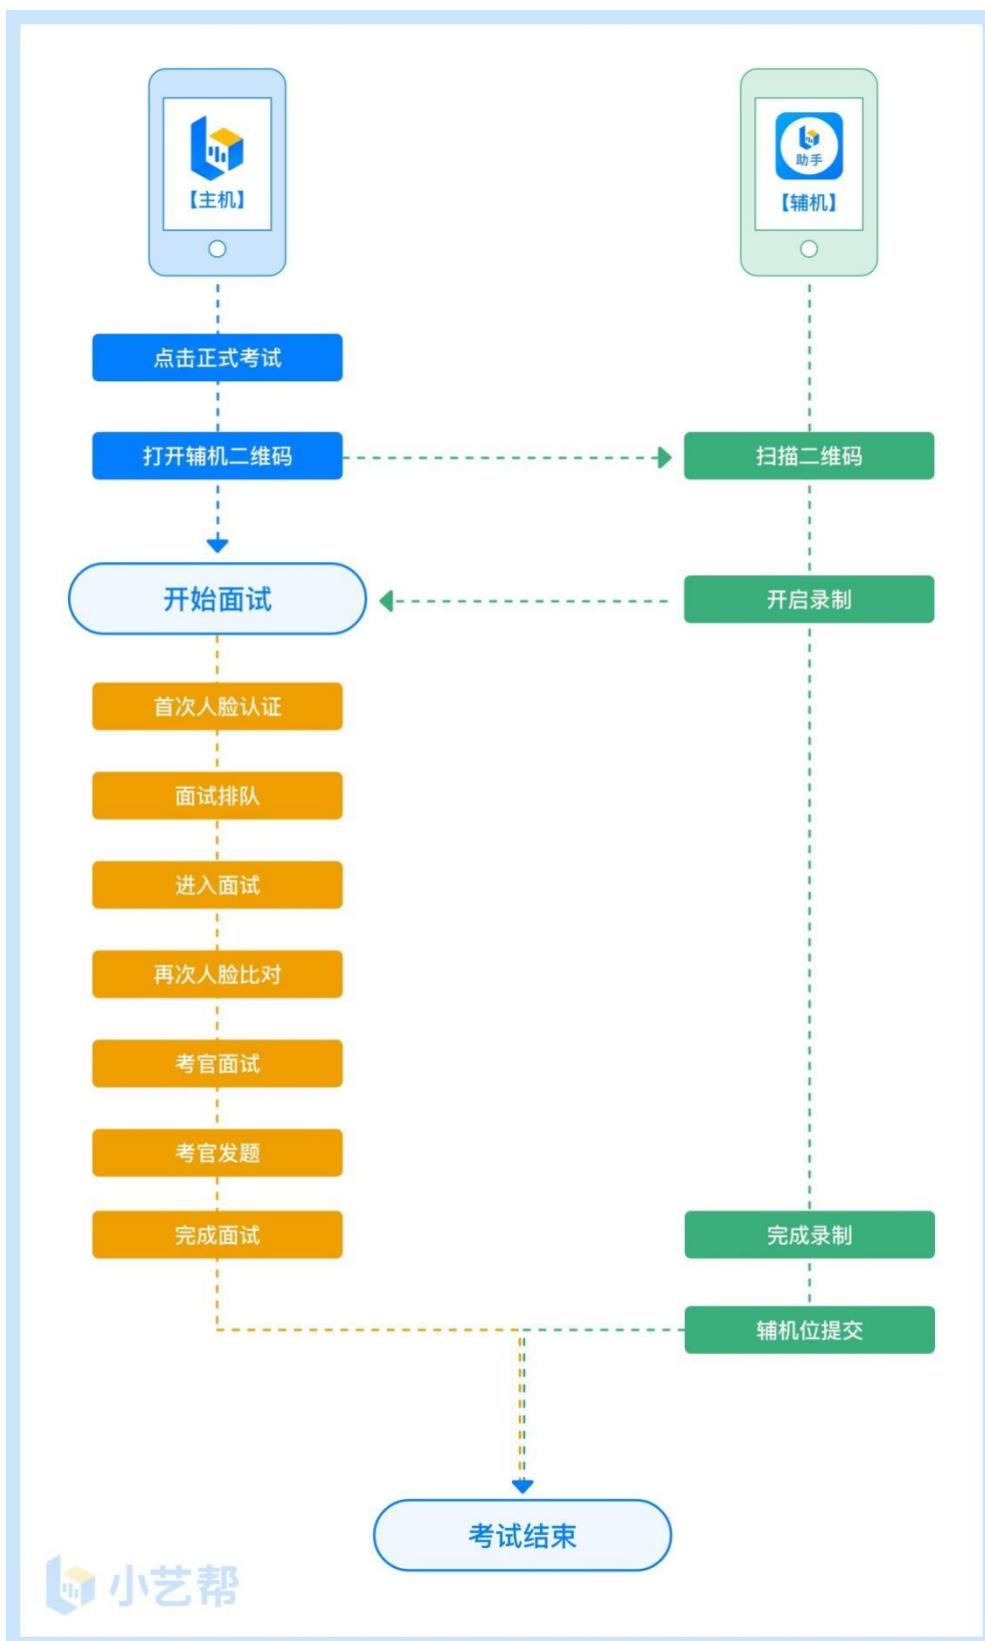 【主机】
助手
【辅机】
点击正式考试
打开辅机二维码
扫描二维码
开始面试
开启录制
首次人脸认证
面试排队
进入面试
再次人脸比对
考官面试
考官发题
完成面试
完成录制
辅机位提交
考试结束
小艺帮